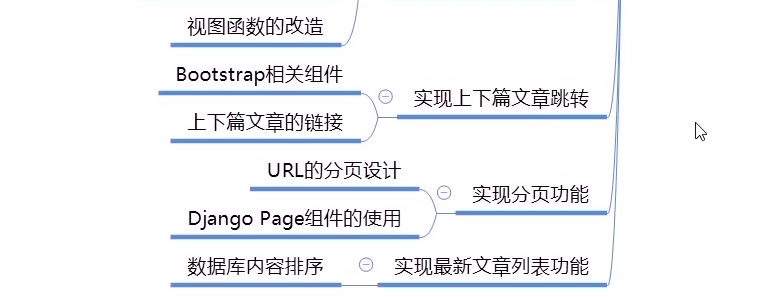 视图函数的改造
Bootstrap相关组件
实现上下篇文章跳转
上下篇文章的链接
URL的分页设计
实现分页功能
Django Page组件的使用
数据库内容排序
实现最新文章列表功能